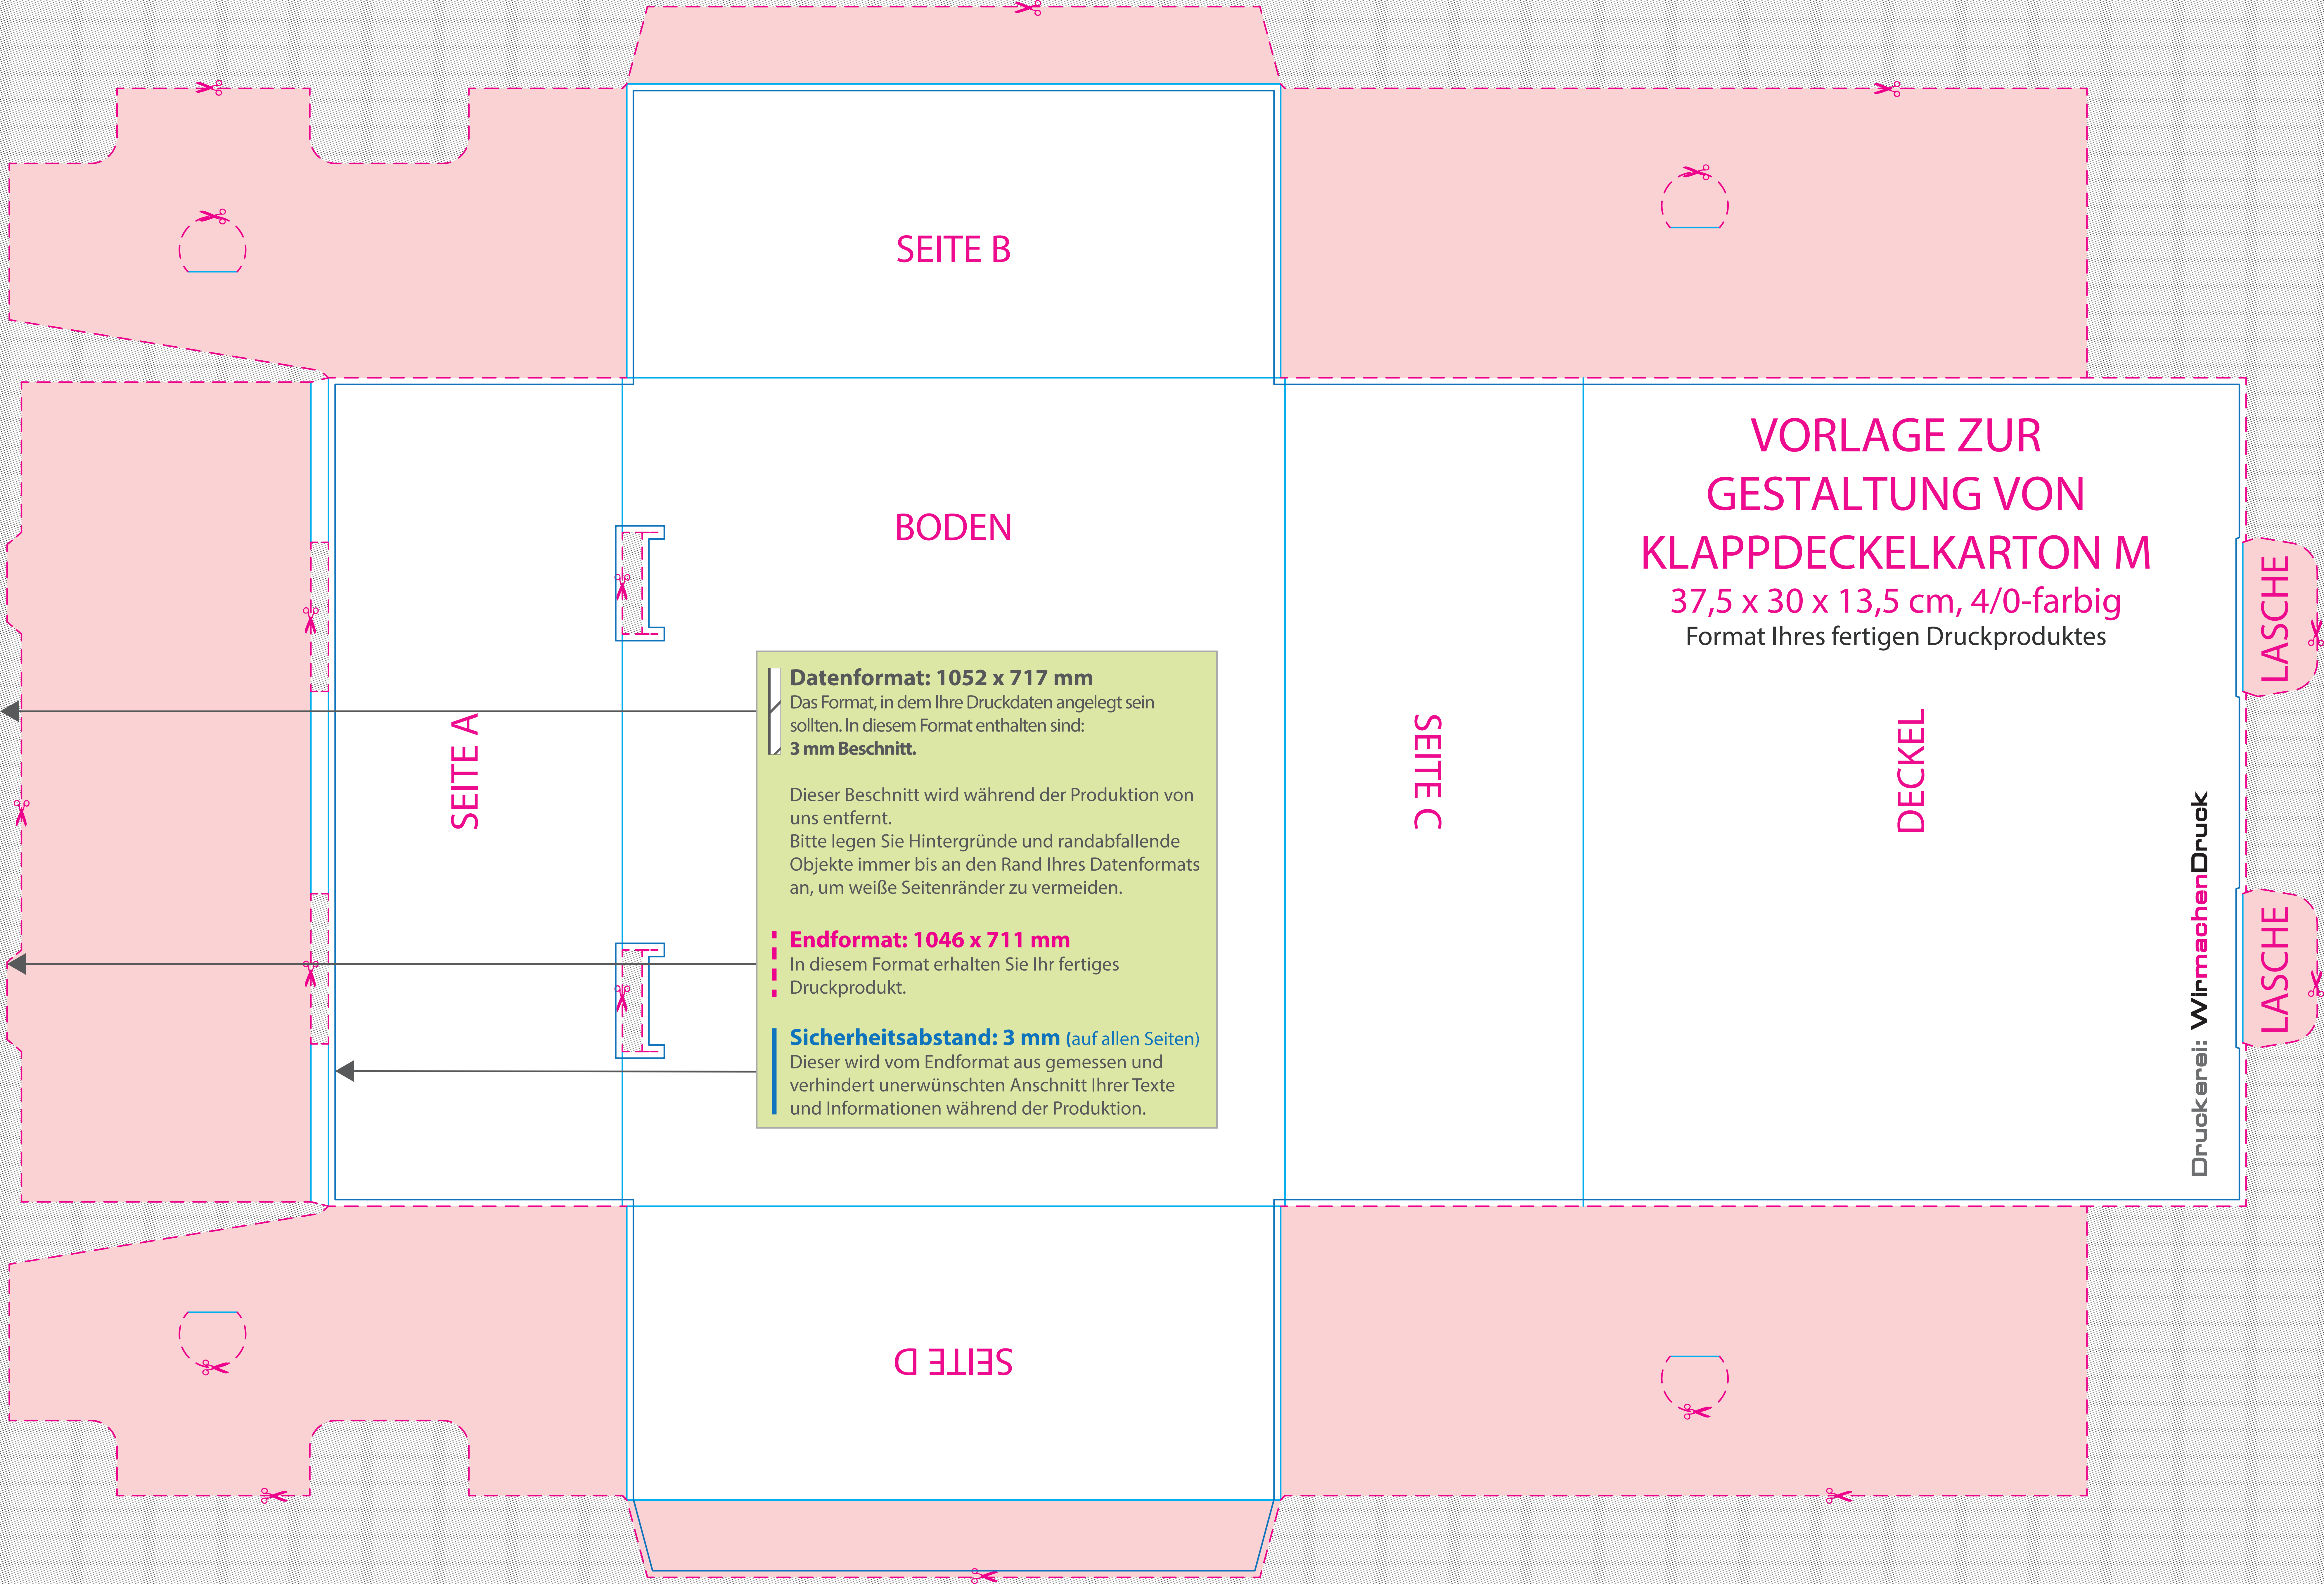 SEITE B
BODEN
VORLAGE ZUR
GESTALTUNG VON
KLAPPDECKELKARTON M
37,5 x 30 x 13,5 cm, 4/0-farbig
Format Ihres fertigen Druckproduktes
LASCHE
SEITE A
Datenformat: 1052 x 717 mm
Das Format, in dem Ihre Druckdaten angelegt sein
sollten. In diesem Format enthalten sind:
3 mm Beschnitt.
Dieser Beschnitt wird während der Produktion von
uns entfernt.
Bitte legen Sie Hintergründe und randabfallende
Objekte immer bis an den Rand Ihres Datenformats
an, um weiße Seitenränder zu vermeiden.
Endformat: 1046 x 711 mm
In diesem Format erhalten Sie Ihr fertiges
Druckprodukt.
Sicherheitsabstand: 3 mm (auf allen Seiten)
Dieser wird vom Endformat aus gemessen und
verhindert unerwünschten Anschnitt Ihrer Texte
und Informationen während der Produktion.
SEITE C
DECKEL
Druckerei: WirmachenDruck
LASCHE
SEITE D